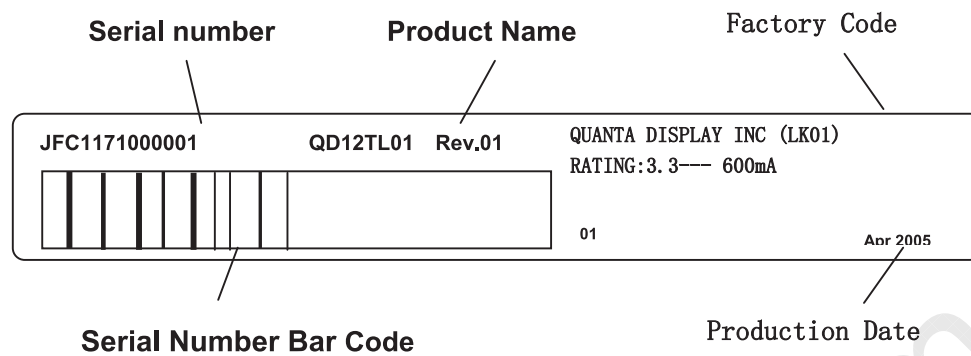 Serial number Product Name Factory Code
JFC1171000001 QD12TL01 Rev.01 QUANTA DISPLAY INC (LK01)
RATING:3.3--- 600mA
01 Apr 2005
Serial Number Bar Code Production Date